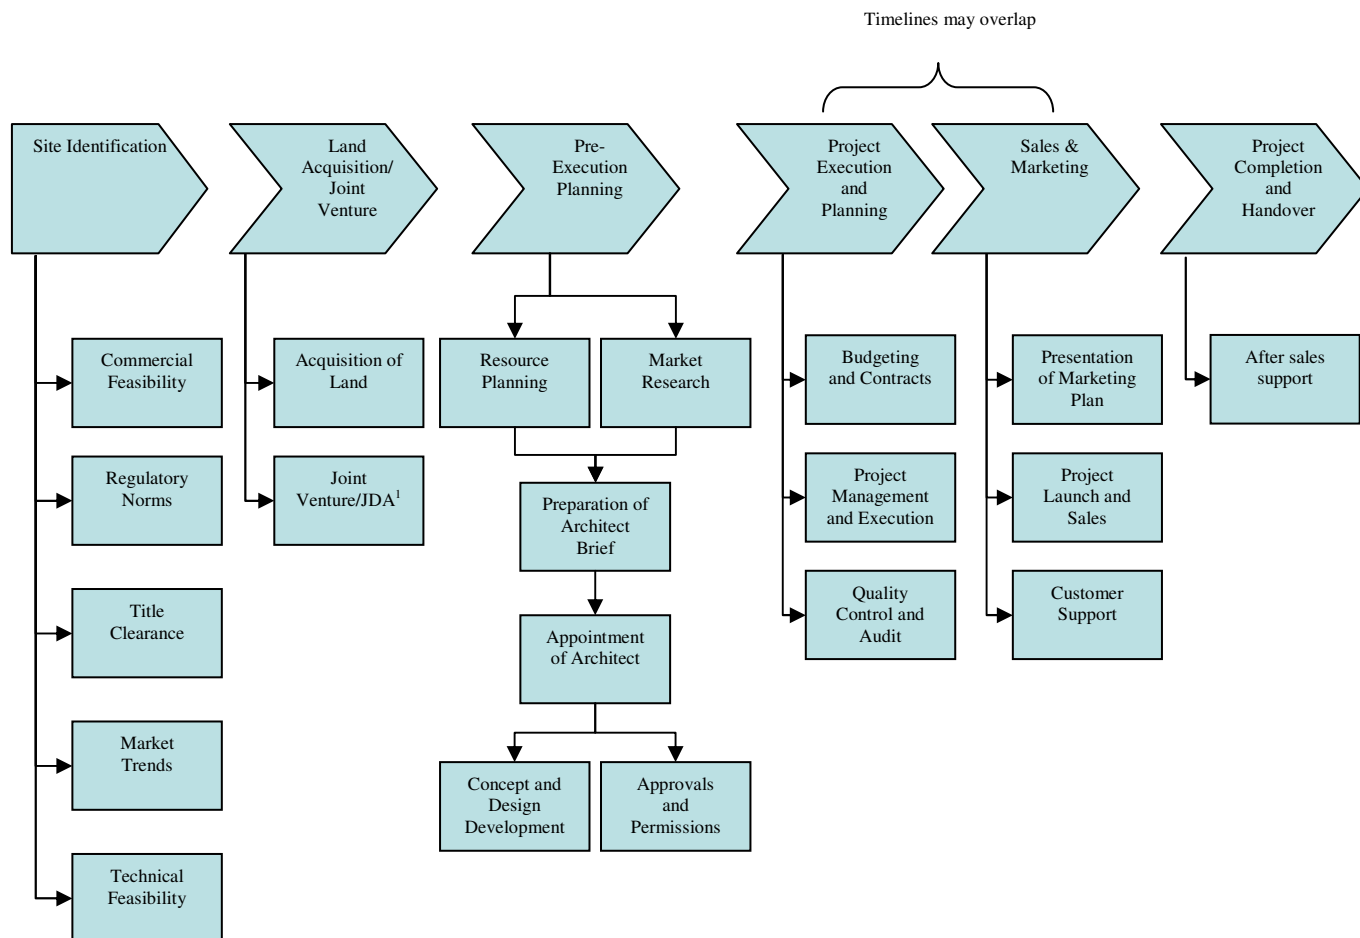 Timelines may overlap
Site Identification
Land
Acquisition/
Joint
Venture
Pre-
Execution
Planning
Project
Execution
and
Planning
Sales &
Marketing
Project
Completion
and
Handover
Commercial
Feasibility
Regulatory
Norms
Title
Clearance
Market
Trends
Technical
Feasibility
Acquisition of
Land
Joint
Venture/JDA¹
Resource
Planning
Market
Research
Preparation of
Architect
Brief
Appointment
of Architect
Concept and
Design
Development
Approvals
and
Permissions
Budgeting
and Contracts
Project
Management
and Execution
Quality
Control and
Audit
Presentation
of Marketing
Plan
Project
Launch and
Sales
Customer
Support
After sales
support